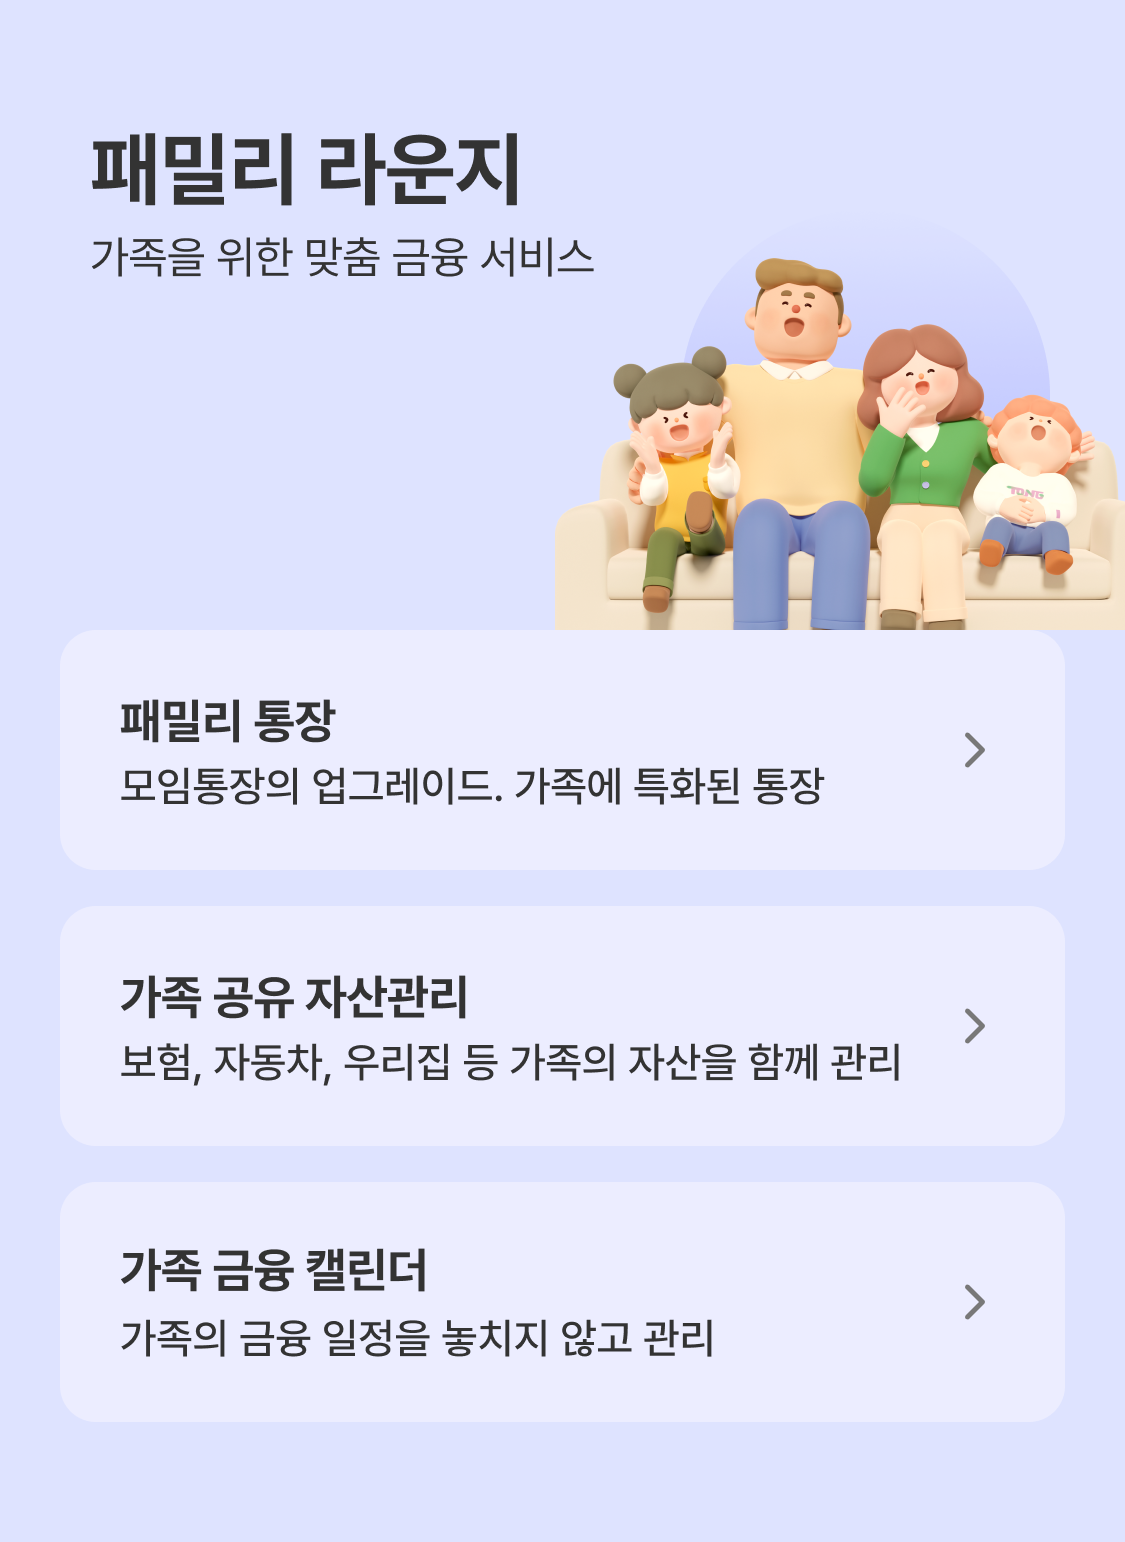 패밀리 라운지
가족을 위한 맞춤 금융 서비스
TONG
패밀리 통장
모임통장의 업그레이드. 가족에 특화된 통장
가족 공유 자산관리
보험, 자동차, 우리집 등 가족의 자산을 함께 관리
가족 금융 캘린더
가족의 금융 일정을 놓치지 않고 관리